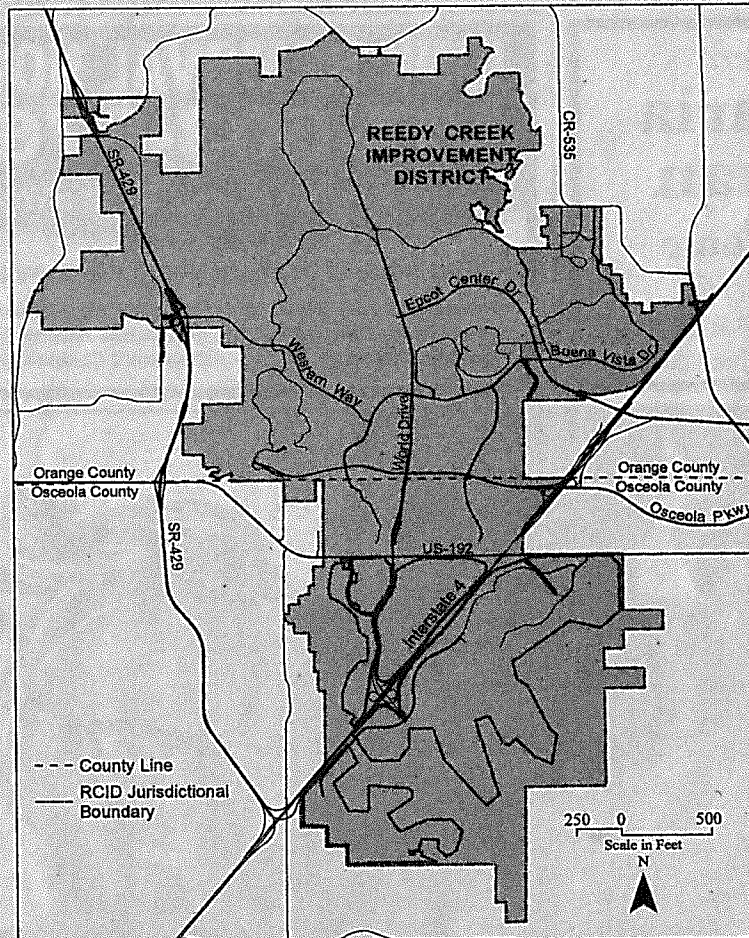 REEDY CREEK
IMPROVEMENT
DISTRICT
CR-535
SR-429
Epcot Center Dr
Buena Vista Dr
Western Way
World Drive
Orange County
Osceola County
Orange County
Osceola County
Osceola Pkwy
SR-429
US-192
Interstate 4
County Line
RCID Jurisdictional
Boundary
250 0 500
Scale in Feet
N